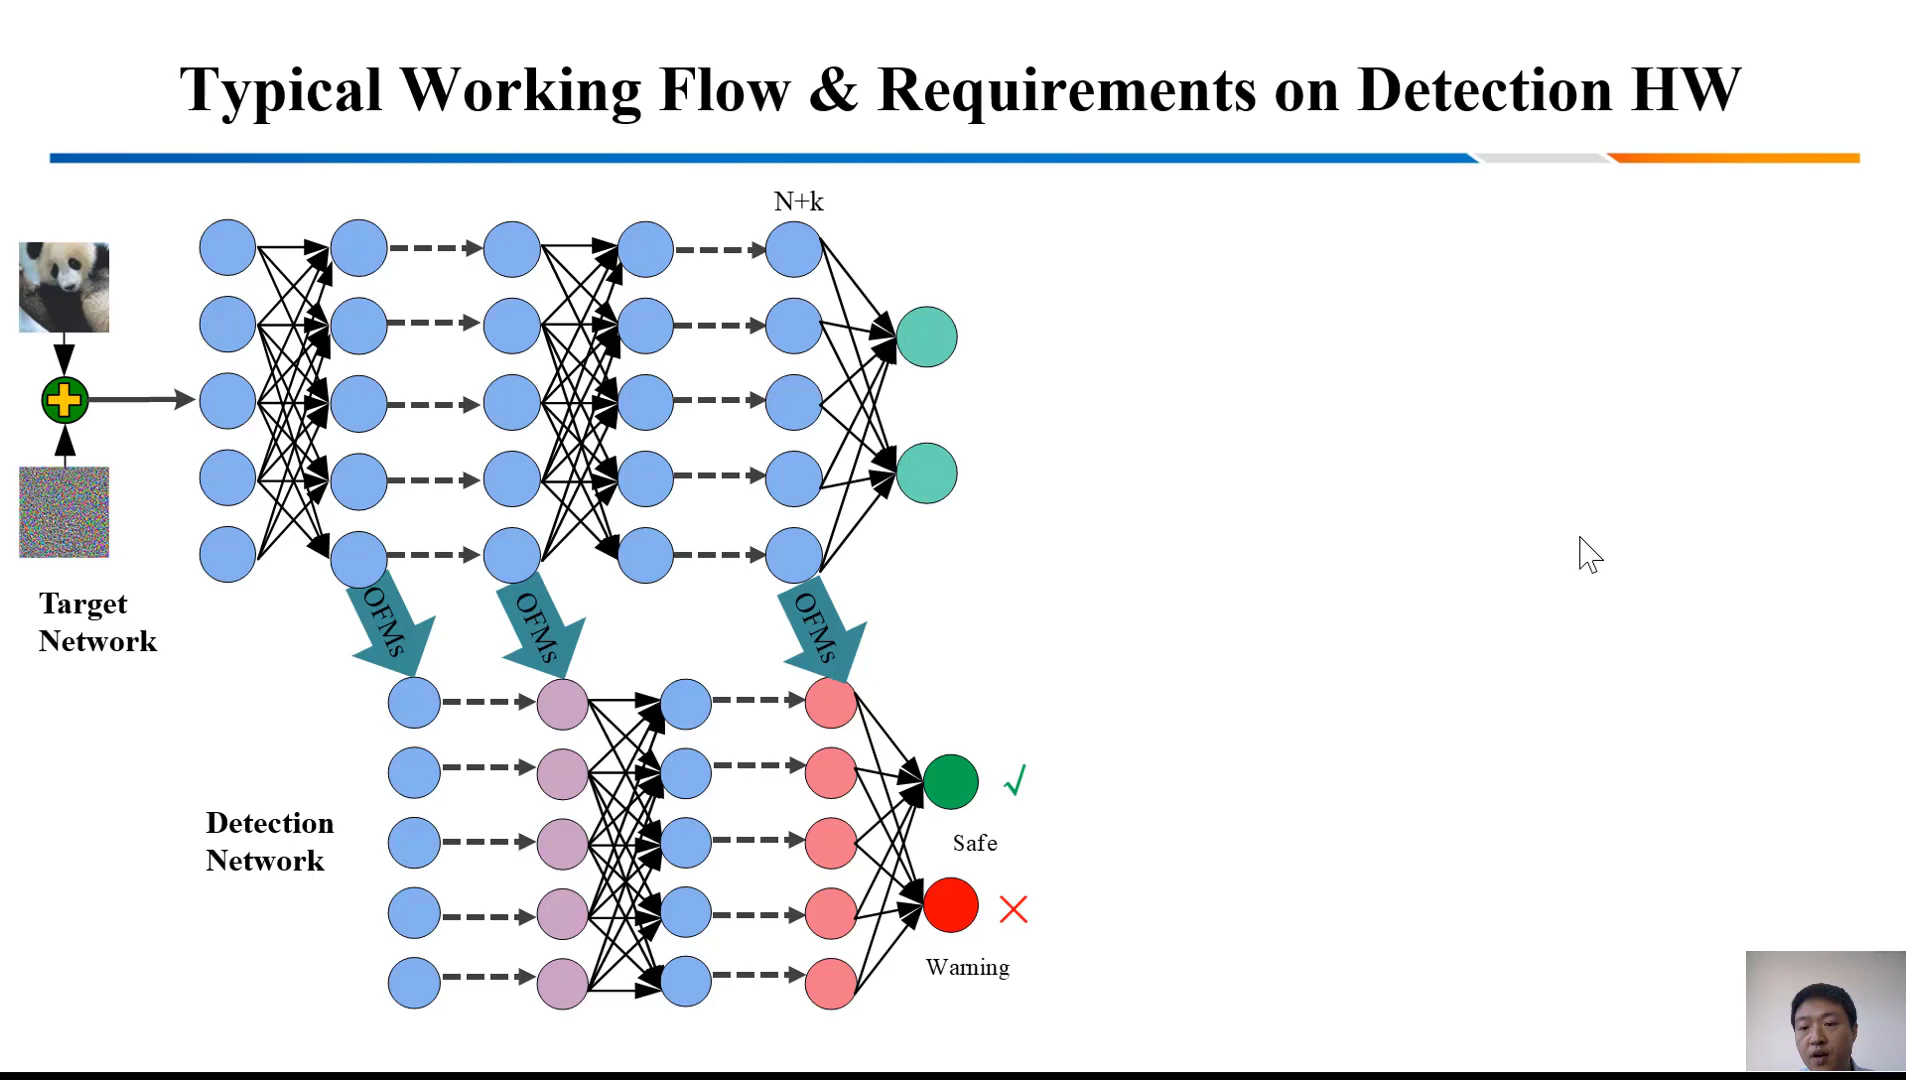 Typical Working Flow & Requirements on Detection HW
N+k
Target
Network
OFMs
OFMs
OFMs
Detection
Network
Safe
Warning